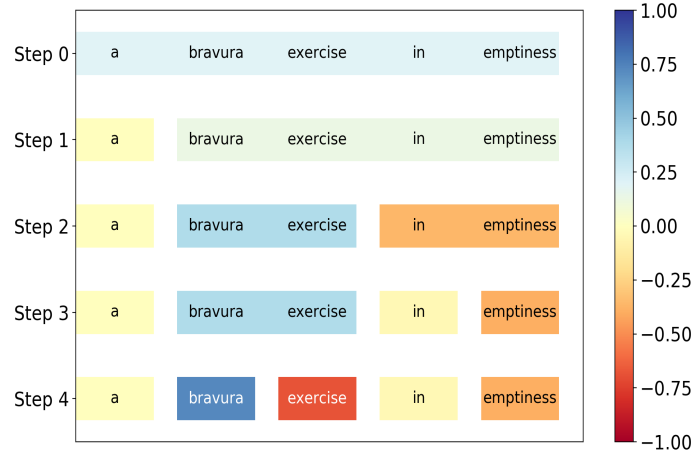 Step 0 a bravura exercise in emptiness
Step 1 a bravura exercise in emptiness
Step 2 a bravura exercise in emptiness
Step 3 a bravura exercise in emptiness
Step 4 a bravura exercise in emptiness
1.00
0.75
0.50
0.25
0.00
−0.25
−0.50
−0.75
−1.00